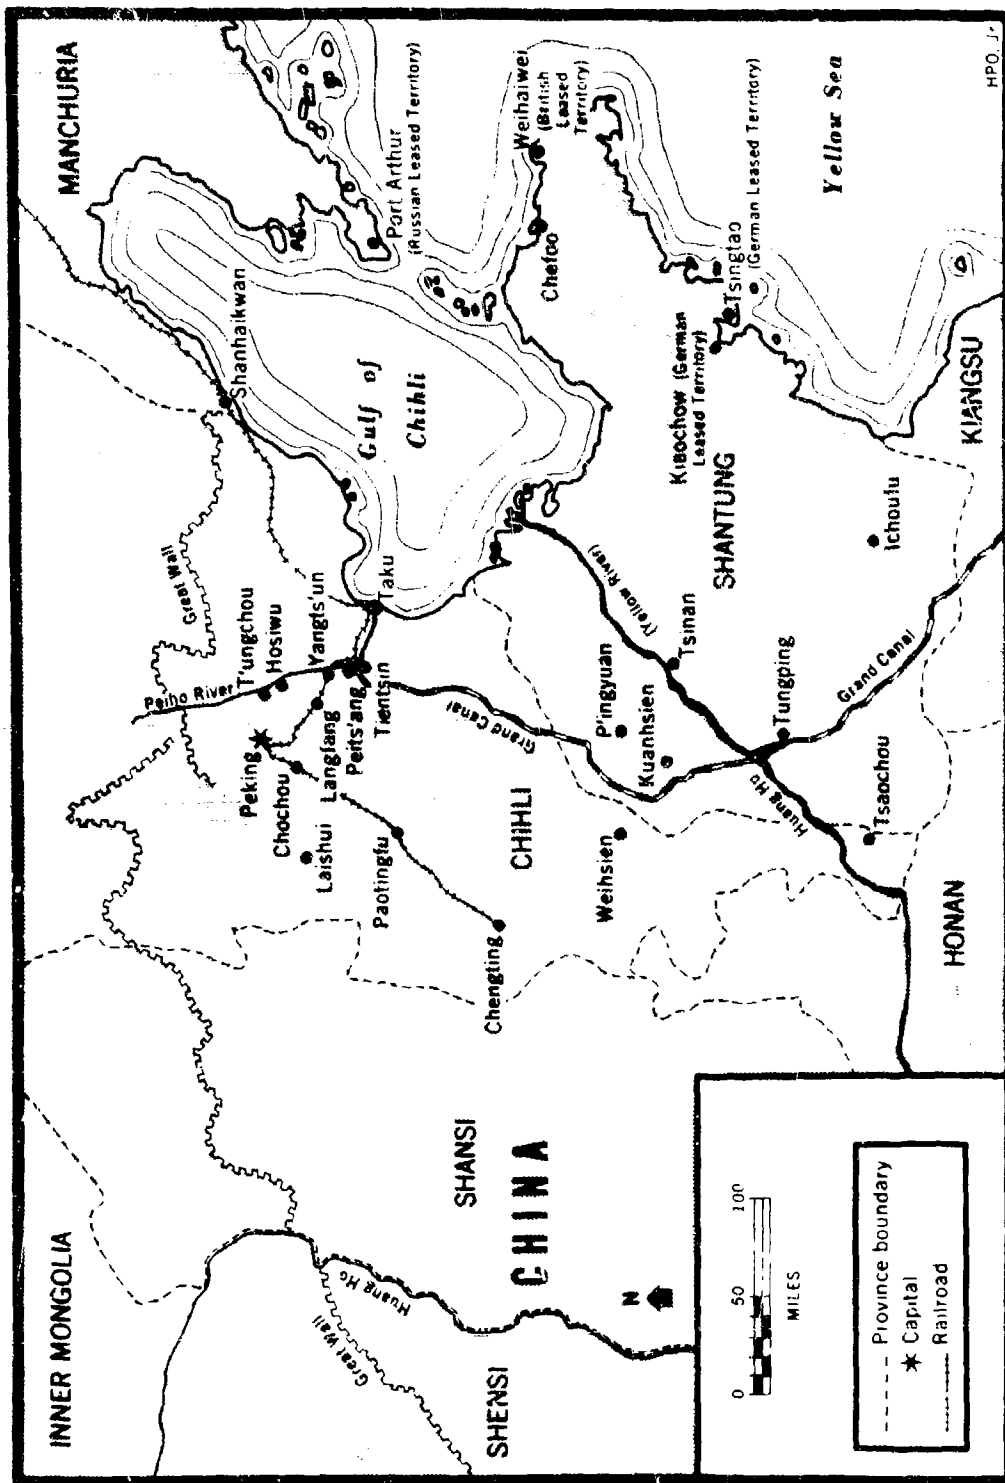 INNER MONGOLIA
MANCHURIA
Great Wall
Shanhaikwan
Peiho River
T'ungchou
Hosiwu
Yangts'un
Peking
Chochou
Langfang
Peits'ang
Tientsin
Taku
Laishui
Paotingfu
Gulf of
Chihli
Port Arthur
(Russian Leased Territory)
Huang Ho
Great Wall
SHENSI
SHANSI
CHINA
N
Chengting
CHIHLI
Grand Canal
Weihsien
P'ingyuan
Kuanhsien
Tsinan
(Yellow River)
Chefoo
Weihaiwei
(British
Leased
Territory)
SHANTUNG
Kiaochow (German
Leased Territory)
Tsingtao
(German Leased Territory)
Yellow Sea
Huang Ho
Tungping
Tsaochou
Grand Canal
Ichoufu
HONAN
KIANGSU
0 50 100
MILES
Province boundary
Capital
Railroad